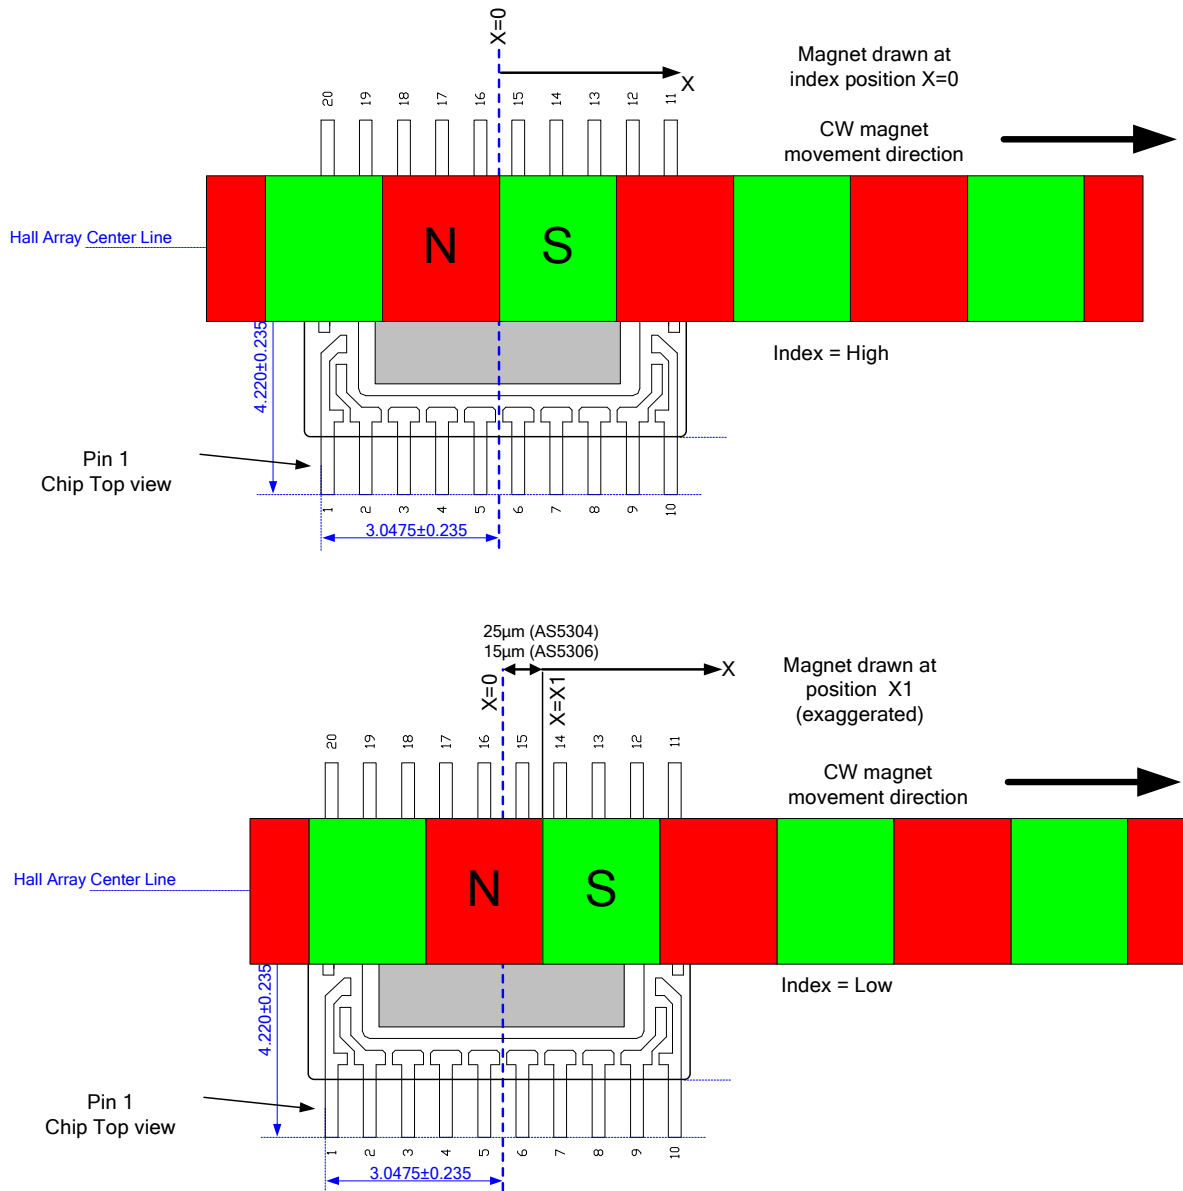 X=0
X
Magnet drawn at
index position X=0
20 19 18 17 16 15 14 13 12 11
CW magnet
movement direction
Hall Array Center Line
N S
4.220±0.235
Index = High
Pin 1
Chip Top view
1 2 3 4 5 6 7 8 9 10
3.0475±0.235
25µm (AS5304)
15µm (AS5306)
X=0
X=X1
X
Magnet drawn at
position X1
(exaggerated)
20 19 18 17 16 15 14 13 12 11
CW magnet
movement direction
Hall Array Center Line
N S
4.220±0.235
Index = Low
Pin 1
Chip Top view
1 2 3 4 5 6 7 8 9 10
3.0475±0.235